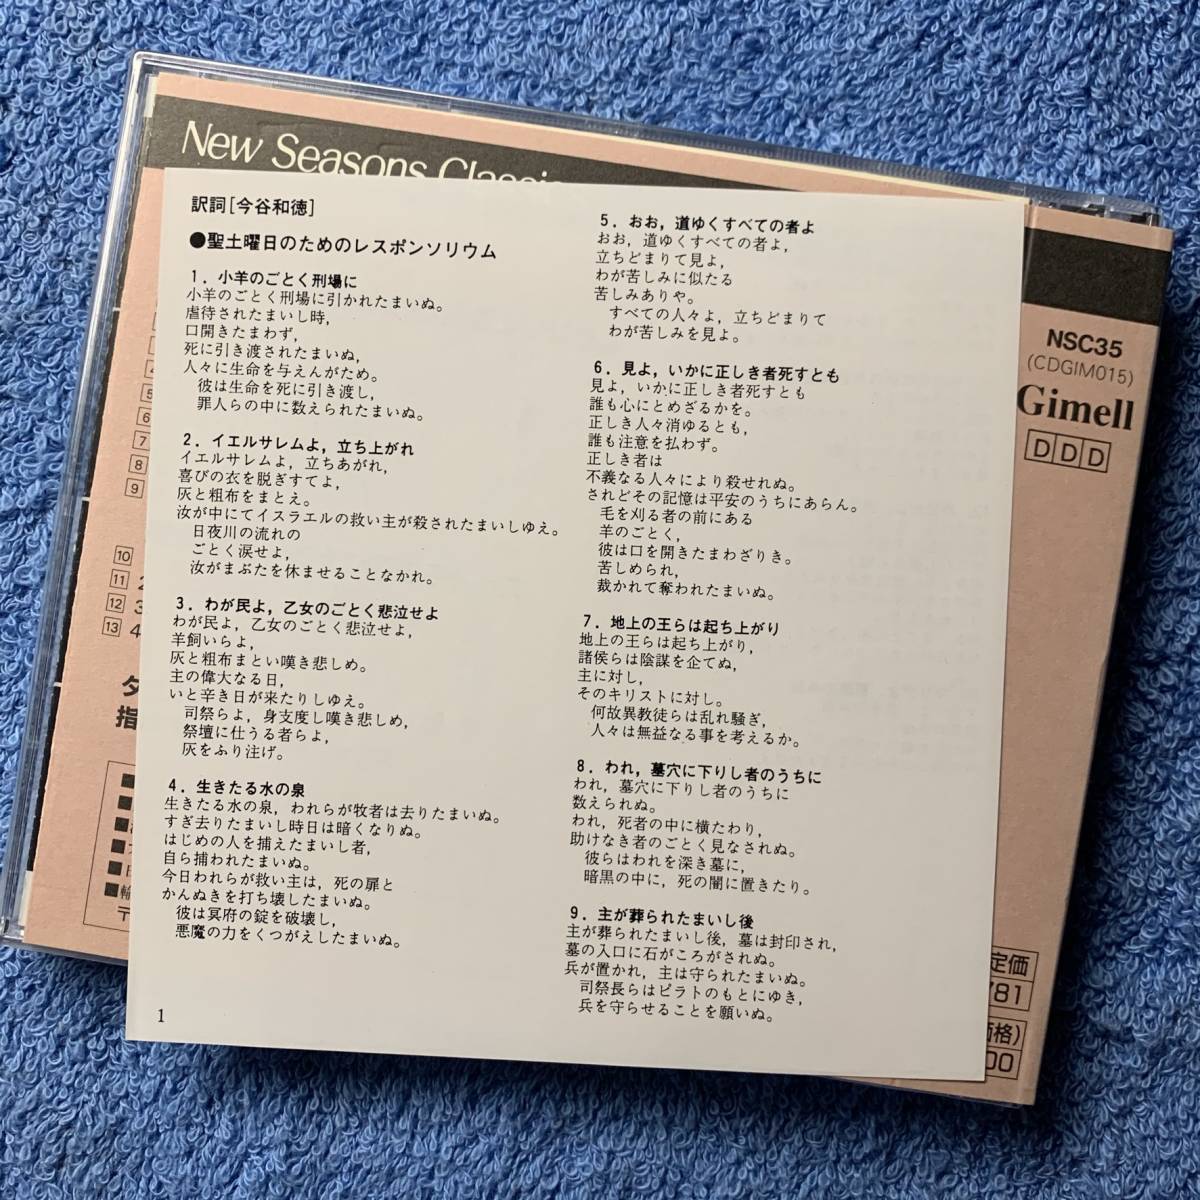 New Seasons
訳詞[今谷和徳]
●聖土曜日のためのレスポンソリウム
1．小羊のごとく刑場に
小羊のごとく刑場に引かれたまいぬ。
虐待されたまいし時，
口開きたまわず，
死に引き渡されたまいぬ，
人々に生命を与えんがため。
彼は生命を死に引き渡し，
罪人らの中に数えられたまいぬ。
2．イエルサレムよ，立ち上がれ
イエルサレムよ，立ちあがれ，
喜びの衣を脱ぎすてよ，
灰と粗布をまとえ。
汝が中にてイスラエルの救い主が殺されたまいしゆえ。
日夜川の流れの
ごとく涙せよ，
汝がまぶたを休ませることなかれ。
3．わが民よ，乙女のごとく悲泣せよ
わが民よ，乙女のごとく悲泣せよ，
羊飼いらよ，
灰と粗布まとい嘆き悲しめ。
主の偉大なる日，
いと辛き日が来たりしゆえ。
司祭らよ，身支度し嘆き悲しめ，
祭壇に仕うる者らよ，
灰をふり注げ。
4．生きたる水の泉
生きたる水の泉，われらが牧者は去りたまいぬ。
すぎ去りたまいし時日は暗くなりぬ。
はじめの人を捕えたまいし者，
自ら捕われたまいぬ。
今日われらが救い主は，死の扉と
かんぬきを打ち壊したまいぬ。
彼は冥府の錠を破壊し，
悪魔の力をくつがえしたまいぬ。
1
5．おお，道ゆくすべての者よ
おお，道ゆくすべての者よ，
立ちどまりて見よ，
わが苦しみに似たる
苦しみありや。
すべての人々よ，立ちどまりて
わが苦しみを見よ。
6．見よ，いかに正しき者死すとも
見よ，いかに正しき者死すとも
誰も心にとめざるかを。
正しき人々消ゆるとも，
誰も注意を払わず。
正しき者は
不義なる人々により殺せれぬ。
されどその記憶は平安のうちにあらん。
毛を刈る者の前にある
羊のごとく，
彼は口を開きたまわざりき。
苦しめられ，
裁かれて奪われたまいぬ。
7．地上の王らは起ち上がり
地上の王らは起ち上がり，
諸侯らは陰謀を企てぬ，
主に対し，
そのキリストに対し。
何故異教徒らは乱れ騒ぎ，
人々は無益なる事を考えるか。
8．われ，墓穴に下りし者のうちに
われ，墓穴に下りし者のうちに
数えられぬ。
われ，死者の中に横たわり，
助けなき者のごとく見なされぬ。
彼らはわれを深き墓に，
暗黒の中に，死の闇に置きたり。
9．主が葬られたまいし後
主が葬られたまいし後，墓は封印され，
墓の入口に石がころがされぬ。
兵が置かれ，主は守られたまいぬ。
司祭長らはピラトのもとにゆき，
兵を守らせることを願いぬ。
NSC35
(CDGIM015)
Gimell
DDD
5
6
7
8
9
10
11 2
12 3
13 4
指
定価
781
価格)
00